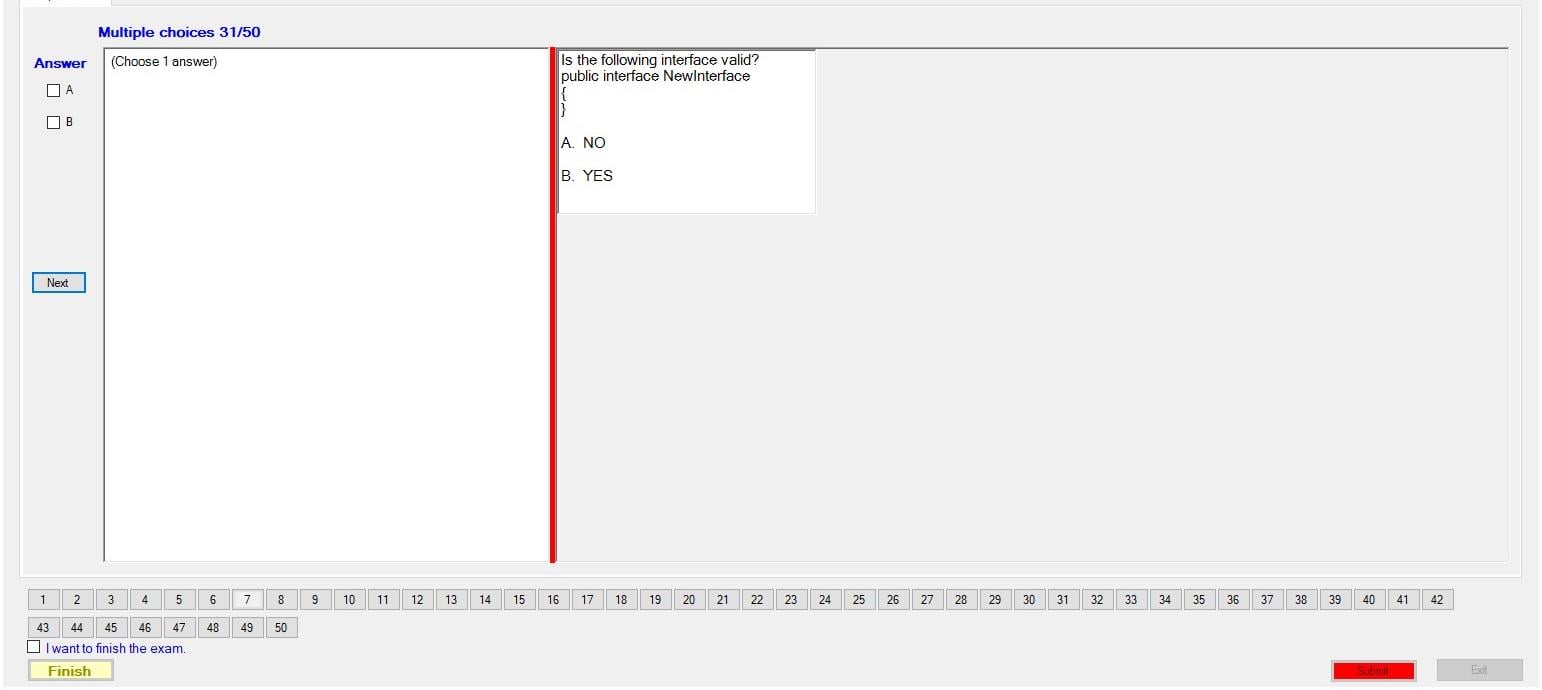 Multiple choices 31/50
Answer
A
B
Next
(Choose 1 answer)
Is the following interface valid?
public interface NewInterface
{
}
A. NO
B. YES
1 2 3 4 5 6 7 8 9 10 11 12 13 14 15 16 17 18 19 20 21 22 23 24 25 26 27 28 29 30 31 32 33 34 35 36 37 38 39 40 41 42
43 44 45 46 47 48 49 50
I want to finish the exam.
Finish
Submit
Exit